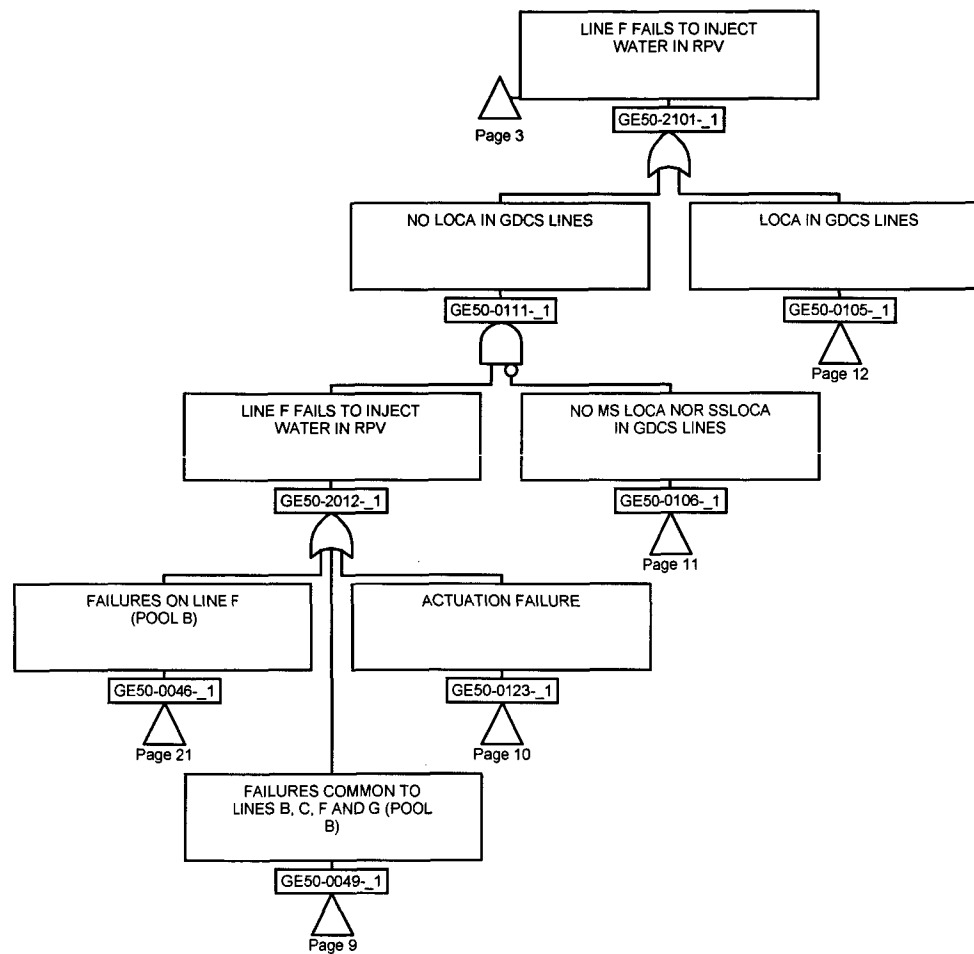 LINE F FAILS TO INJECT
WATER IN RPV
Page 3
GE50-2101-_1
NO LOCA IN GDCS LINES
LOCA IN GDCS LINES
GE50-0111-_1
GE50-0105-_1
Page 12
LINE F FAILS TO INJECT
WATER IN RPV
NO MS LOCA NOR SSLOCA
IN GDCS LINES
GE50-2012-_1
GE50-0106-_1
Page 11
FAILURES ON LINE F
(POOL B)
ACTUATION FAILURE
GE50-0046-_1
GE50-0123-_1
Page 21
Page 10
FAILURES COMMON TO
LINES B, C, F AND G (POOL
B)
GE50-0049-_1
Page 9